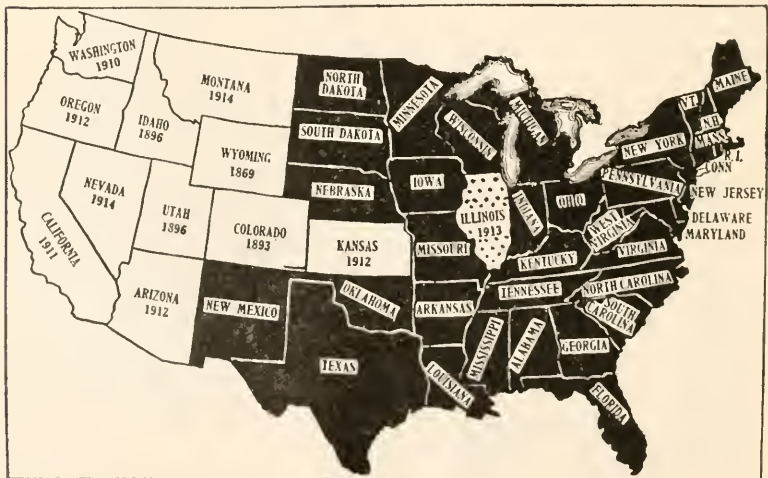 WASHINGTON
1910
OREGON
1912
IDAHO
1896
MONTANA
1914
WYOMING
1869
NEVADA
1914
UTAH
1896
COLORADO
1893
CALIFORNIA
1911
ARIZONA
1912
KANSAS
1912
NEW MEXICO
NORTH
DAKOTA
SOUTH DAKOTA
NEBRASKA
OKLAHOMA
TEXAS
MINNESOTA
IOWA
MISSOURI
ARKANSAS
LOUISIANA
WISCONSIN
ILLINOIS
1913
MICHIGAN
INDIANA
OHIO
KENTUCKY
TENNESSEE
MISSISSIPPI
ALABAMA
GEORGIA
FLORIDA
SOUTH
CAROLINA
NORTH CAROLINA
VIRGINIA
WEST
VIRGINIA
PENNSYLVANIA
NEW YORK
VT.
N.H.
MAINE
MASS.
R.I.
CONN
NEW JERSEY
DELAWARE
MARYLAND